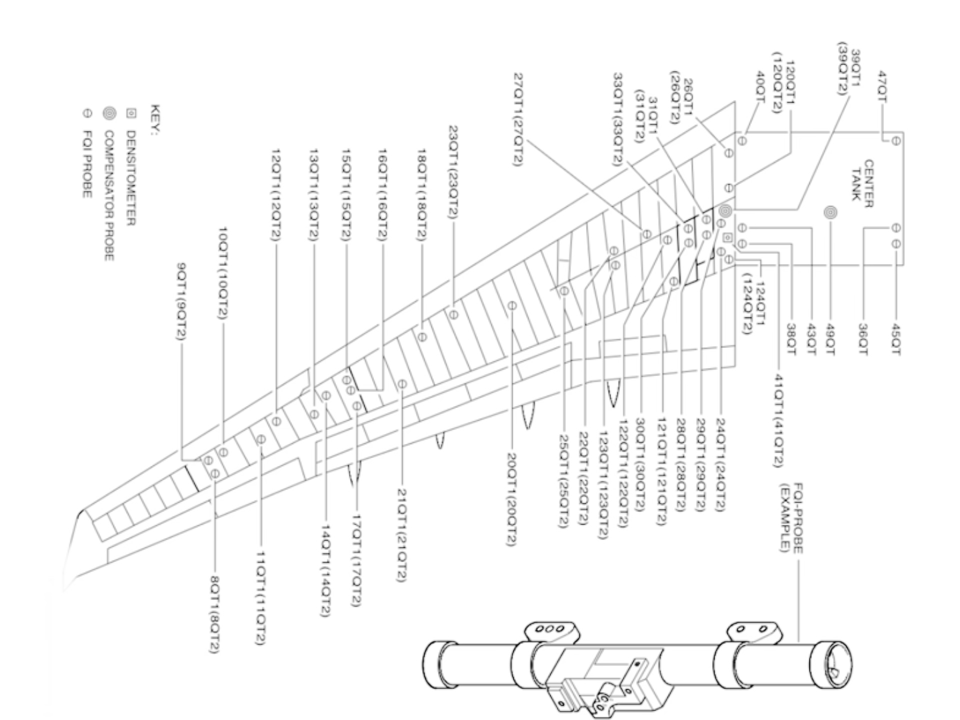 47QT
39QT1
(39QT2)
120QT1
(120QT2)
40QT
26QT1
(26QT2)
31QT1
(31QT2)
33QT1(33QT2)
27QT1(27QT2)
23QT1(23QT2)
18QT1(18QT2)
16QT1(16QT2)
15QT1(15QT2)
13QT1(13QT2)
12QT1(12QT2)
10QT1(10QT2)
9QT1(9QT2)
CENTER
TANK
45QT
36QT
49QT
43QT
38QT
124QT1
(124QT2)
41QT1(41QT2)
24QT1(24QT2)
29QT1(29QT2)
28QT1(28QT2)
121QT1(121QT2)
30QT1(30QT2)
122QT1(122QT2)
123QT1(123QT2)
22QT1(22QT2)
25QT1(25QT2)
20QT1(20QT2)
21QT1(21QT2)
17QT1(17QT2)
14QT1(14QT2)
11QT1(11QT2)
8QT1(8QT2)
KEY:
DENSITOMETER
COMPENSATOR PROBE
FQI PROBE
FQI-PROBE
(EXAMPLE)